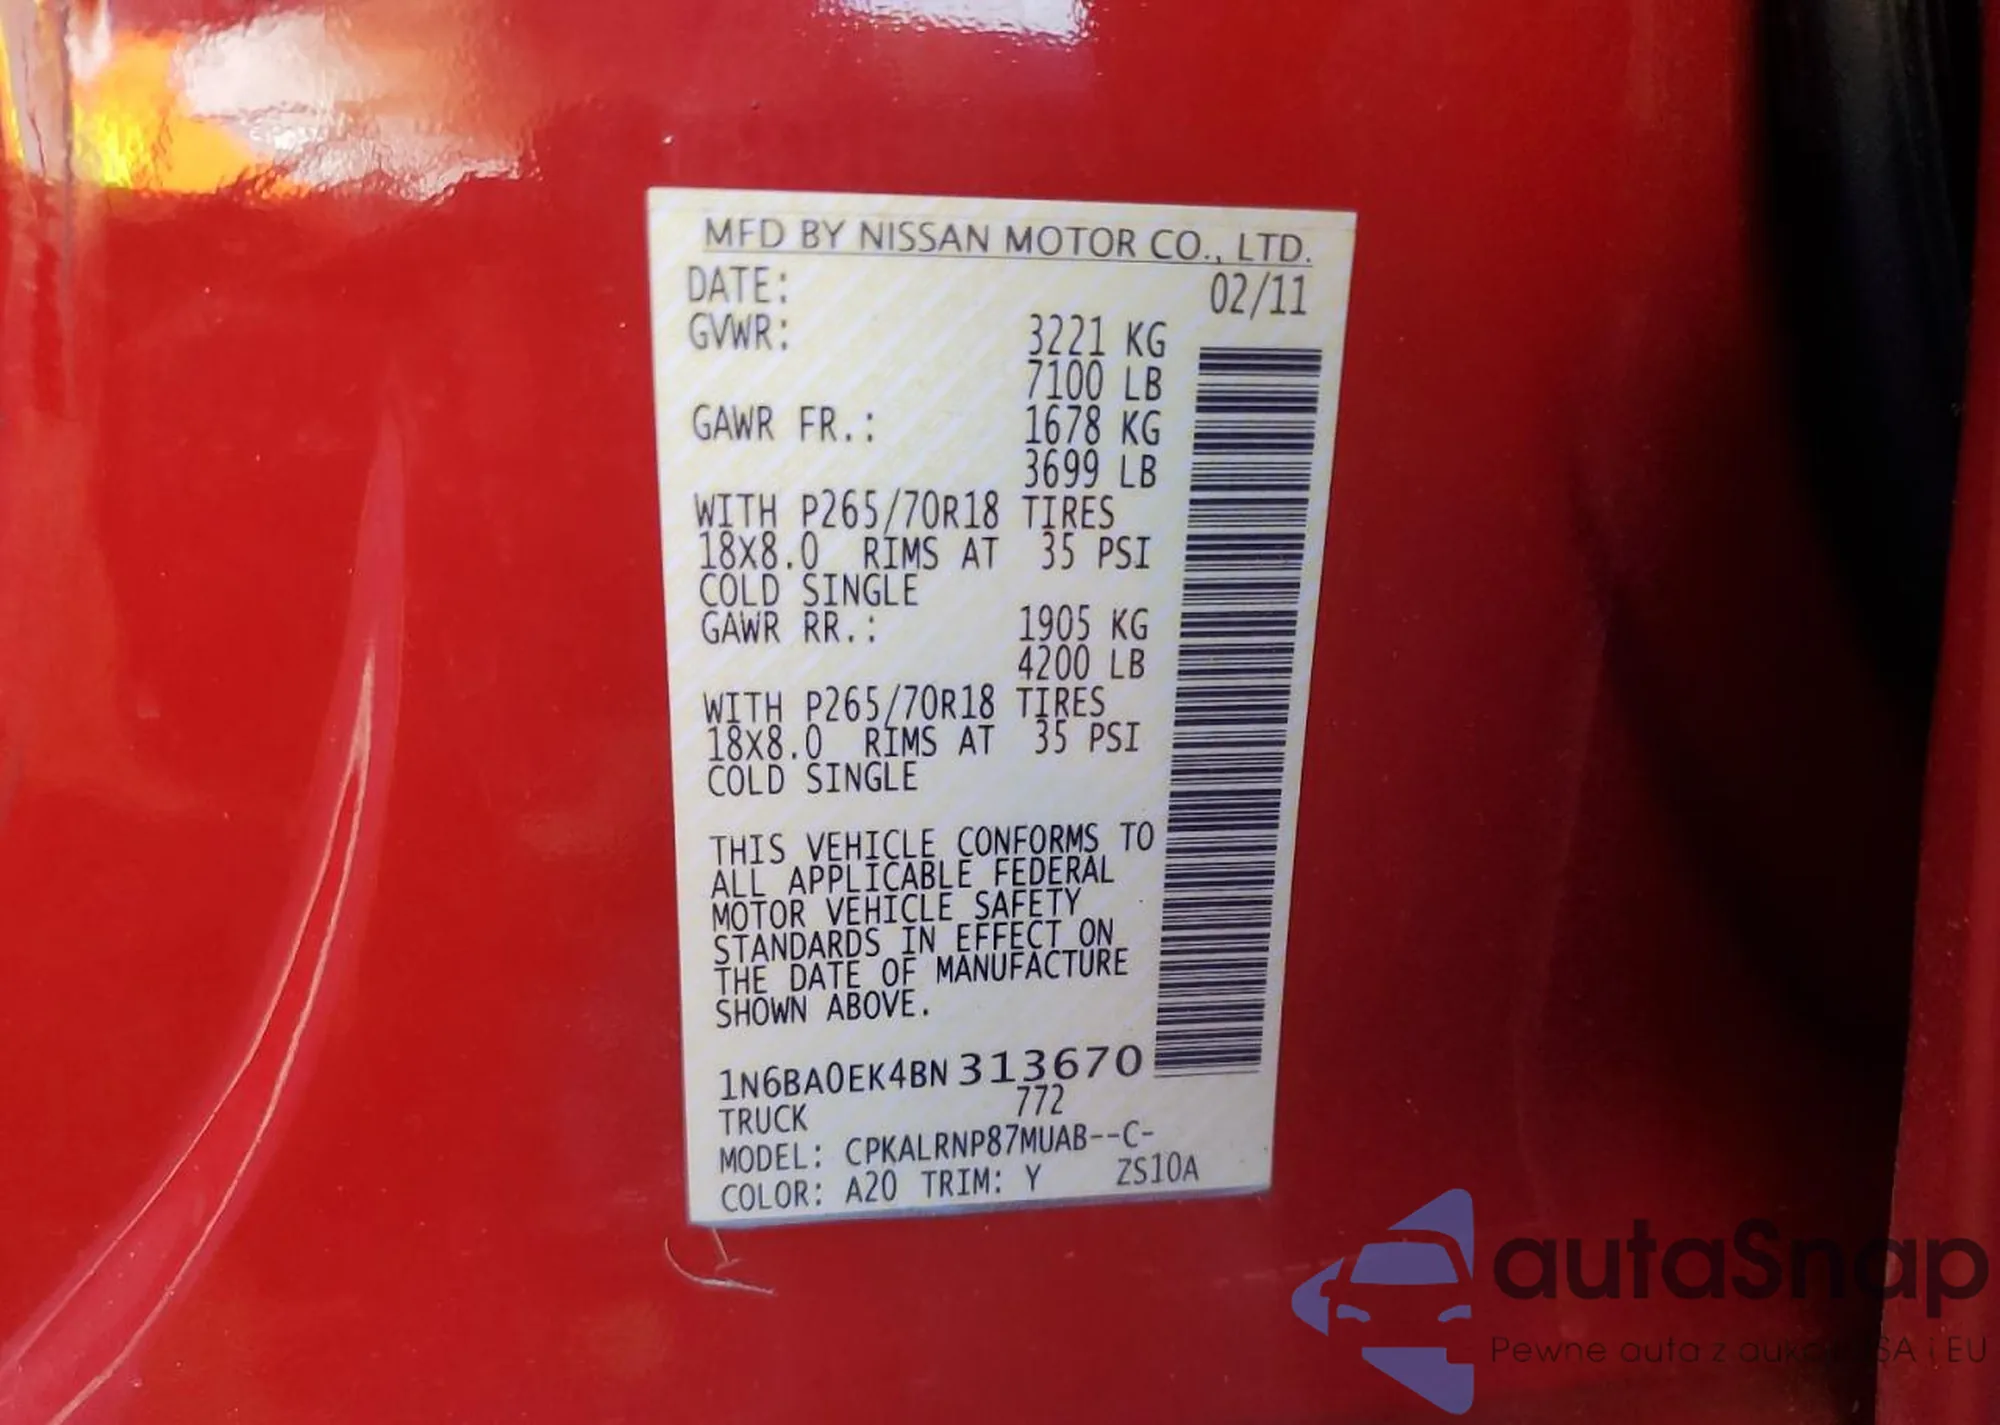 MFD BY NISSAN MOTOR CO., LTD.
DATE: 02/11
GVWR: 3221 KG
7100 LB
GAWR FR.: 1678 KG
3699 LB
WITH P265/70R18 TIRES
18X8.0 RIMS AT 35 PSI
COLD SINGLE
GAWR RR.: 1905 KG
4200 LB
WITH P265/70R18 TIRES
18X8.0 RIMS AT 35 PSI
COLD SINGLE
THIS VEHICLE CONFORMS TO
ALL APPLICABLE FEDERAL
MOTOR VEHICLE SAFETY
STANDARDS IN EFFECT ON
THE DATE OF MANUFACTURE
SHOWN ABOVE.
1N6BA0EK4BN313670
TRUCK 772
MODEL: CPKALRNP87MUAB--C-
COLOR: A20 TRIM: Y ZS10A
autaSnap
Pewne auta z i EU